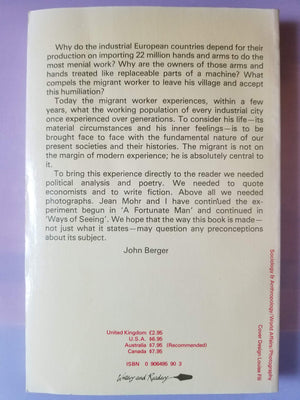 Why do the industrial European countries depend for their
production on importing 22 million hands and arms to do the
most menial work? Why are the owners of those arms and
hands treated like replaceable parts of a machine? What
compels the migrant worker to leave his village and accept
this humiliation?
Today the migrant worker experiences, within a few
years, what the working population of every industrial city
once experienced over generations. To consider his life—its
material circumstances and his inner feelings—is to be
brought face to face with the fundamental nature of our
present societies and their histories. The migrant is not on
the margin of modern experience; he is absolutely central to
it.
To bring this experience directly to the reader we needed
political analysis and poetry. We needed to quote
economists and to write fiction. Above all we needed
photographs. Jean Mohr and I have continued the
experiment begun in 'A Fortunate Man' and continued in
'Ways of Seeing'. We hope that the way this book is made—
not just what it states—may question any preconceptions
about its subject.
John Berger
United Kingdom £2.95
U.S.A. $6.95
Australia $7.95 (Recommended)
Canada $7.95
ISBN 0 906495 90 3
Writers and Readers
Sociology & Anthropology/World Affairs/Photography
Cover Design Louise Fili